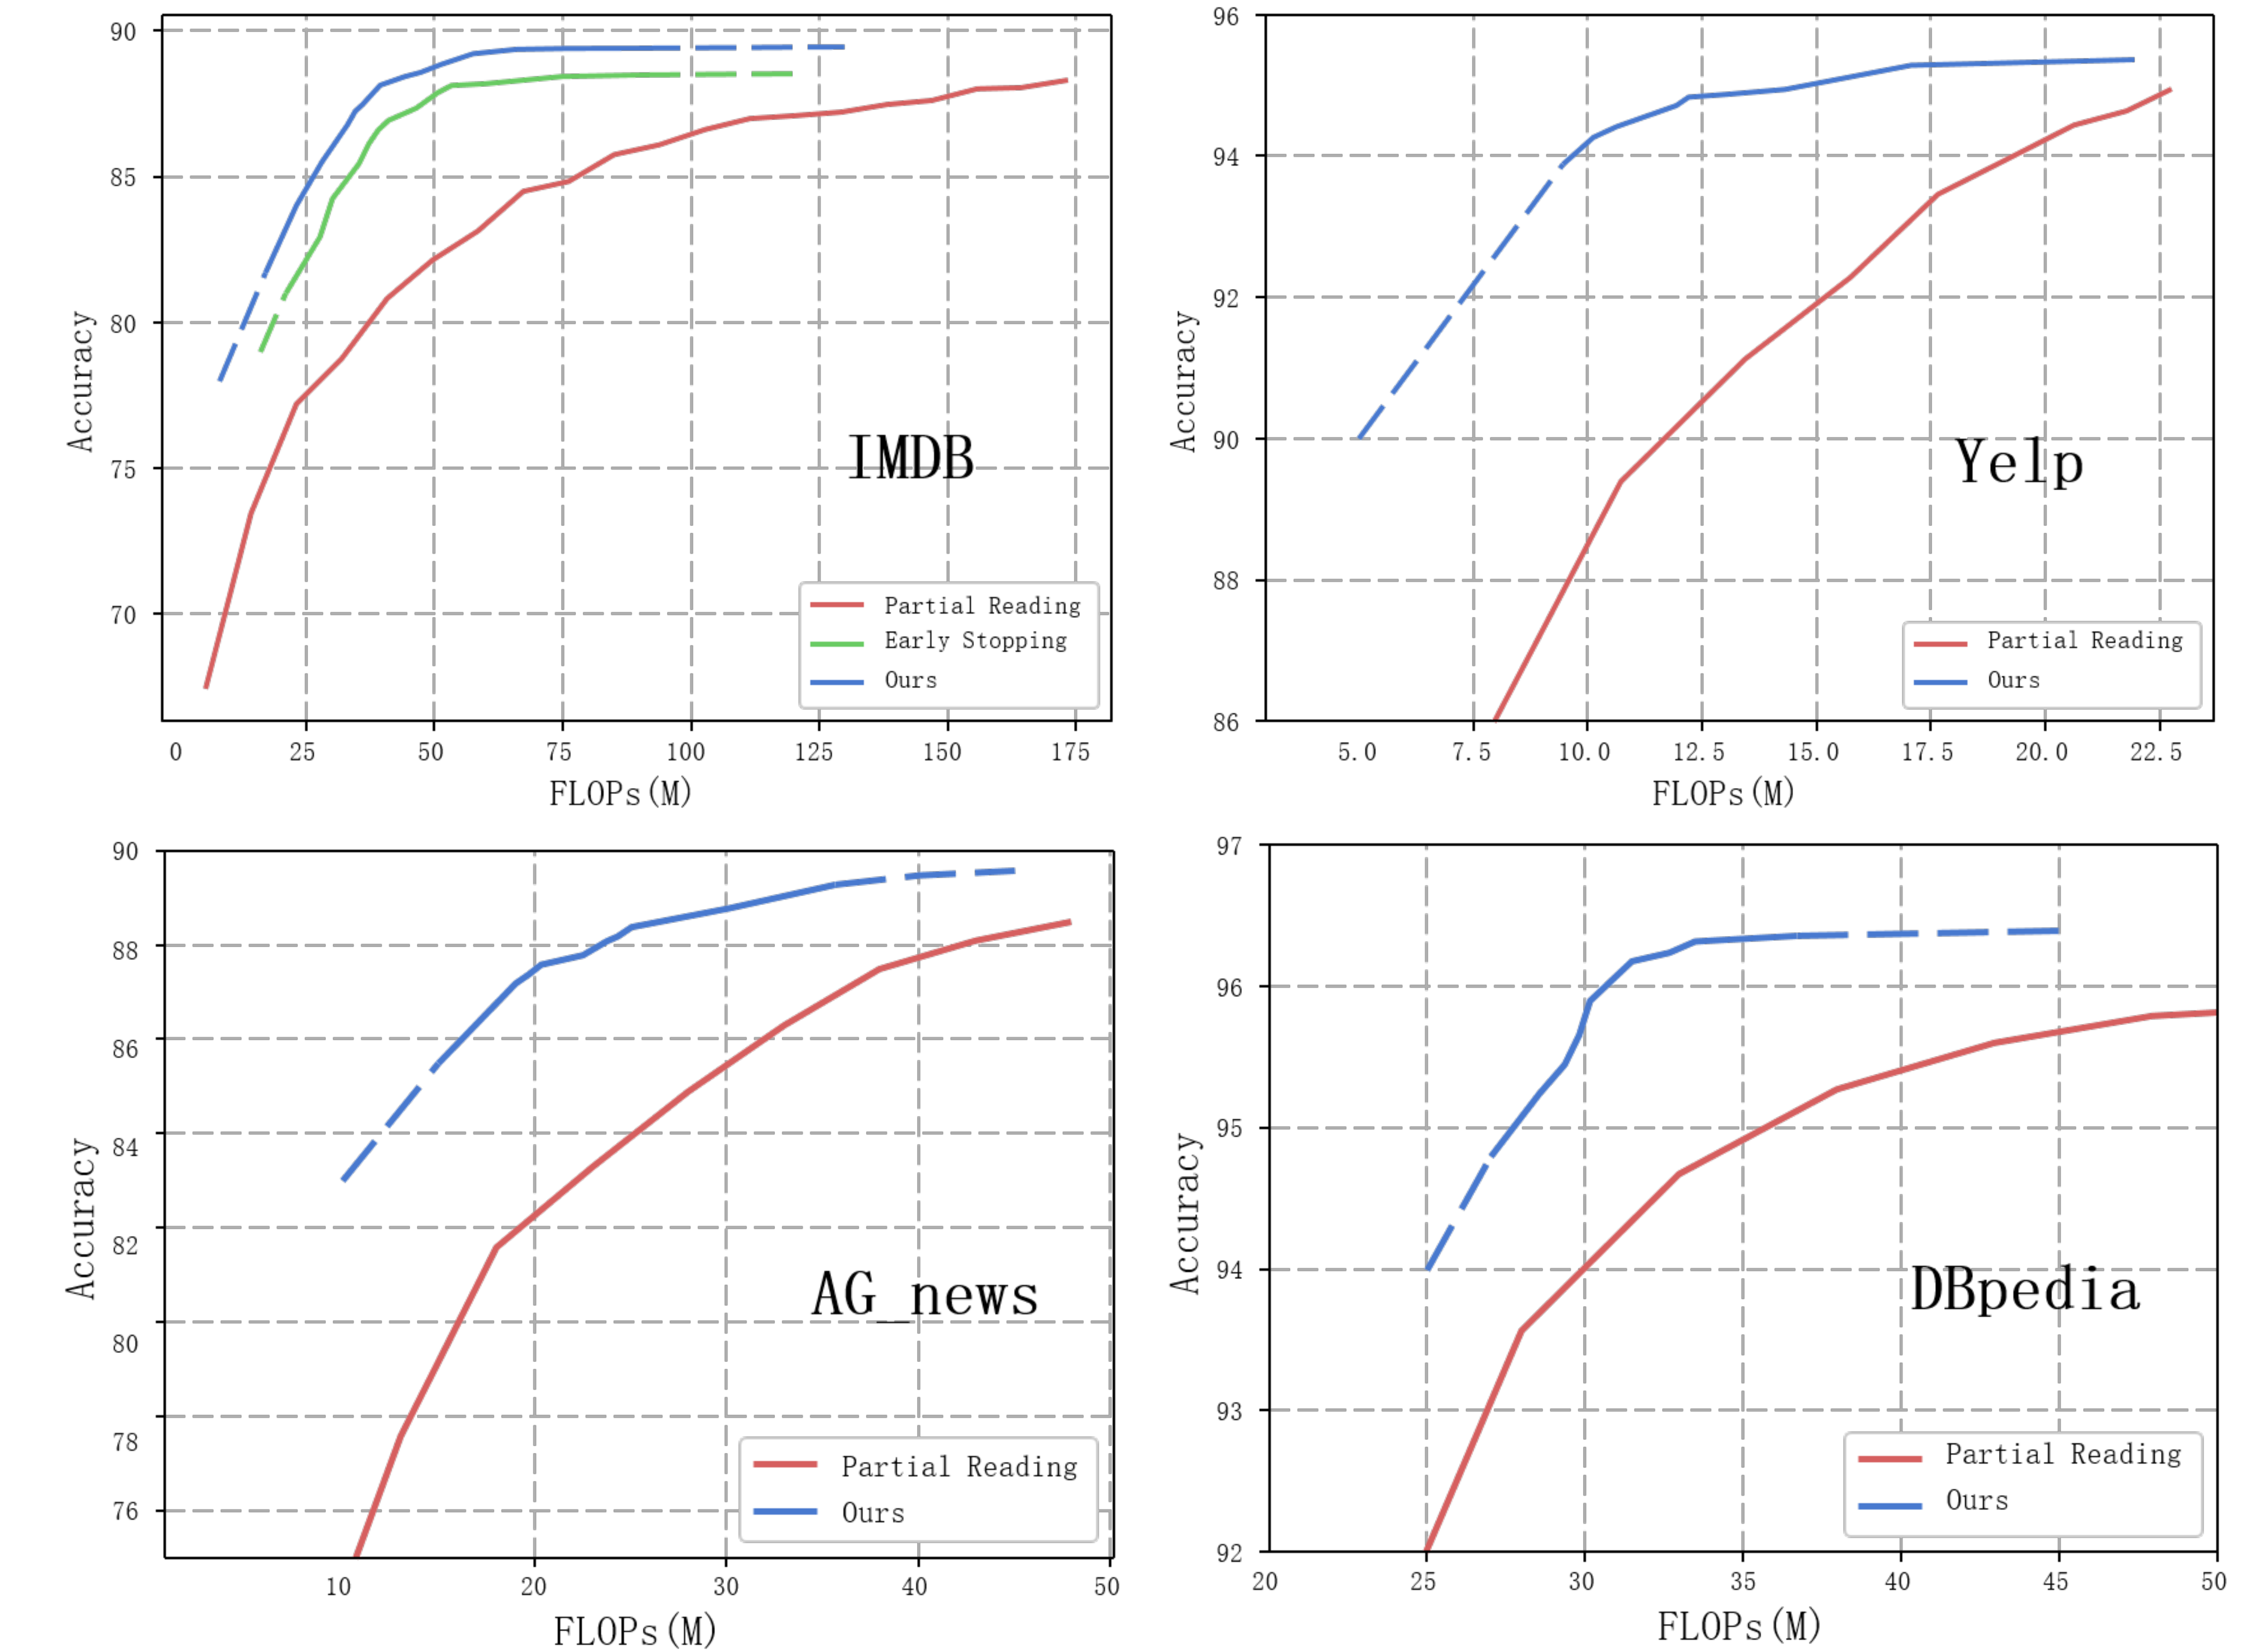 90
85
80
75
70
Accuracy
IMDB
Partial Reading
Early Stopping
Ours
0 25 50 75 100 125 150 175
FLOPs(M)
96
94
92
90
88
86
Accuracy
Yelp
Partial Reading
Ours
5.0 7.5 10.0 12.5 15.0 17.5 20.0 22.5
FLOPs(M)
90
88
86
84
82
80
78
76
Accuracy
AG_news
Partial Reading
Ours
10 20 30 40 50
FLOPs(M)
97
96
95
94
93
92
Accuracy
DBpedia
Partial Reading
Ours
20 25 30 35 40 45 50
FLOPs(M)